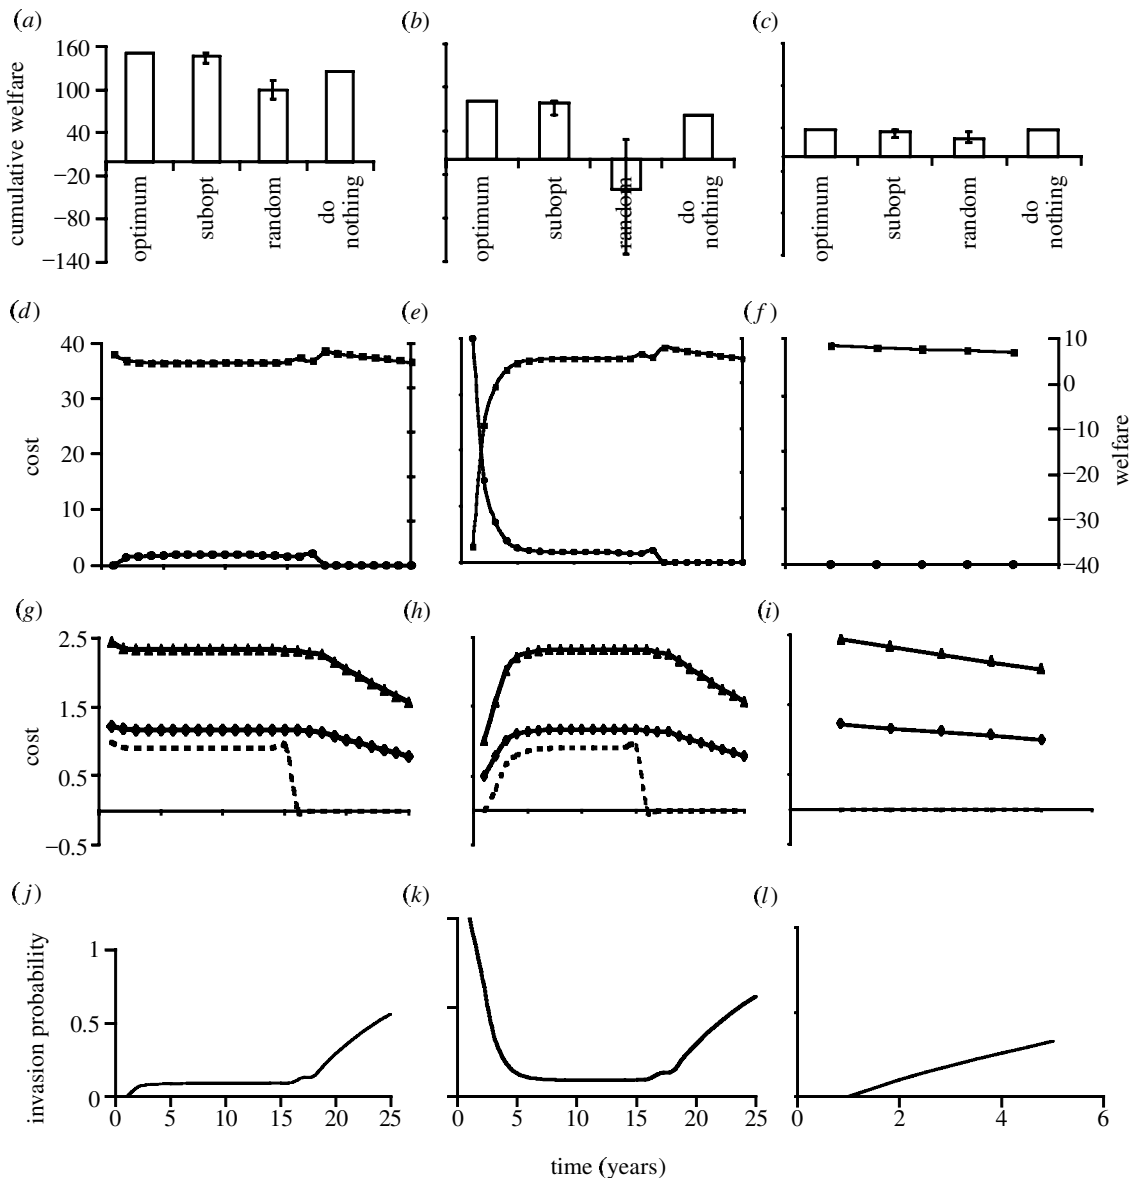 (a)
(b)
(c)
cumulative welfare
160
100
40
−20
−80
−140
optimum
subopt
random
do
nothing
optimum
subopt
random
do
nothing
optimum
subopt
random
do
nothing
(d)
(e)
(f)
cost
40
30
20
10
0
10
0
−10
−20
−30
−40
welfare
(g)
(h)
(i)
cost
2.5
1.5
0.5
−0.5
(j)
(k)
(l)
invasion probability
1
0.5
0
0 5 10 15 20 25
0 5 10 15 20 25
0 2 4 6
time (years)